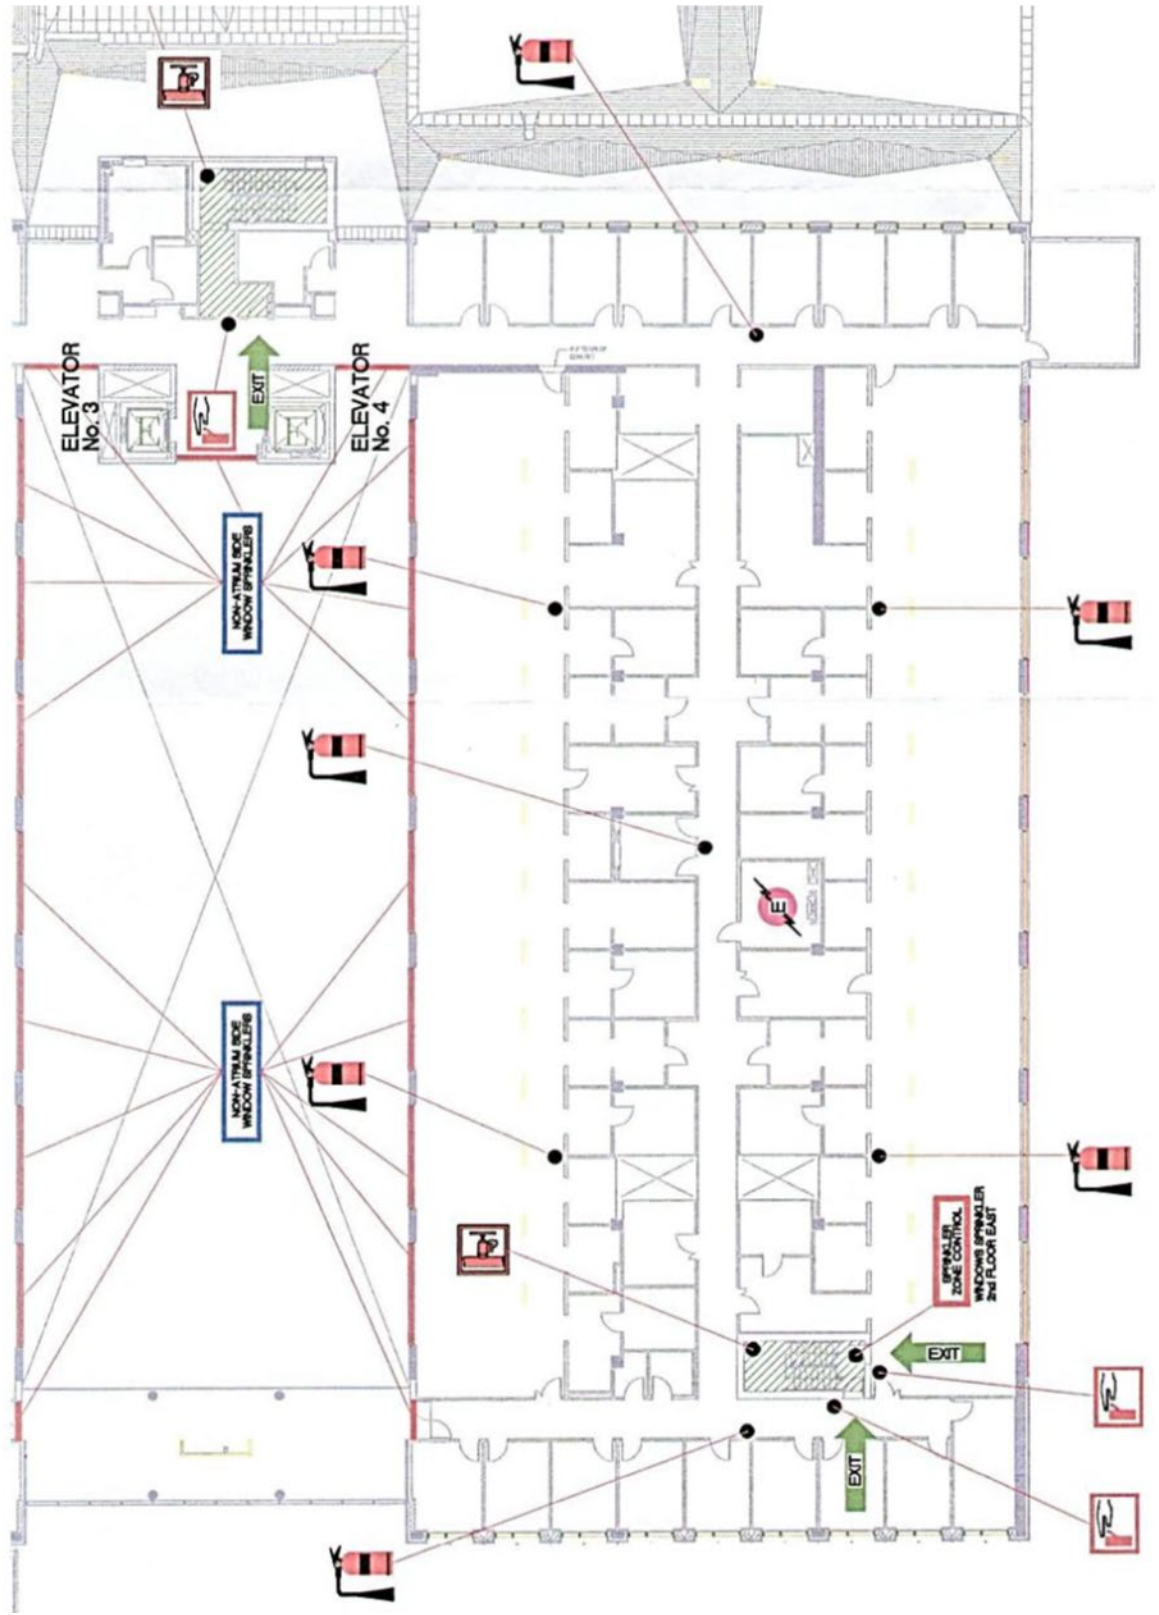 ELEVATOR
No. 3
EXIT
ELEVATOR
No. 4
NON-ATRIUM SIDE
WINDOW SPRINKLERS
E
NON-ATRIUM SIDE
WINDOW SPRINKLERS
SPRINKLER
ZONE CONTROL
WINDOWS SPRINKLER
2nd FLOOR EAST
EXIT
EXIT